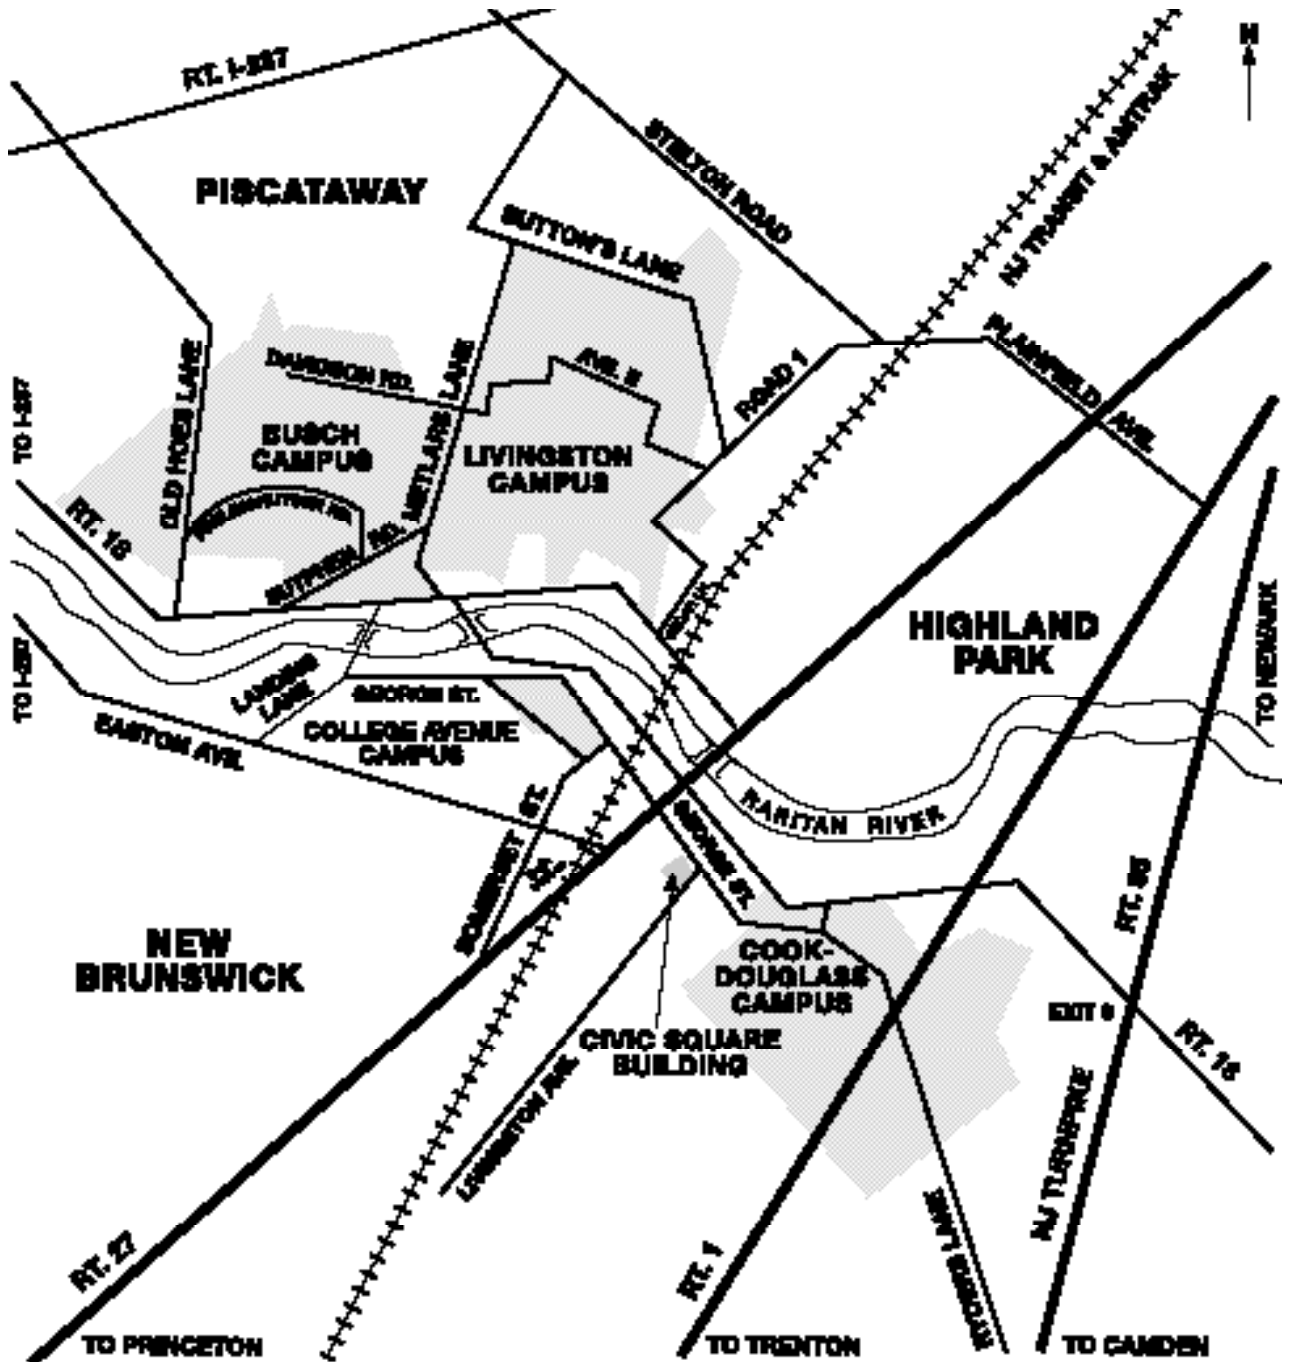 N
RT. I-287
STELTON ROAD
NJ TRANSIT & AMTRAK
PISCATAWAY
SUTTON'S LANE
PLAINFIELD AVE.
ROAD 1
DAVIDSON RD.
AVE. E
METLARS LANE
OLD HOES LANE
TO I-287
BUSCH
CAMPUS
LIVINGSTON
CAMPUS
RT. 18
SUTPHEN RD.
HIGHLAND
PARK
TO NEWARK
TO I-287
LANDING
LANE
GEORGE ST.
COLLEGE AVENUE
CAMPUS
EASTON AVE.
RARITAN RIVER
SOMERSET ST.
GEORGE ST.
RT. 95
NEW
BRUNSWICK
COOK-
DOUGLASS
CAMPUS
EXIT 9
RT. 18
CIVIC SQUARE
BUILDING
LIVINGSTON AVE.
NJ TURNPIKE
RT. 27
RT. 1
RYDERS LANE
TO PRINCETON
TO TRENTON
TO CAMDEN